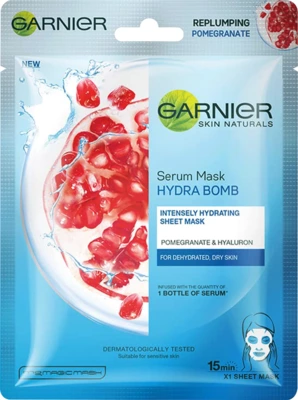 GARNIER
REPLUMPING
POMEGRANATE
NEW
GARNIER
SKIN NATURALS
Serum Mask
HYDRA BOMB
INTENSELY HYDRATING
SHEET MASK
POMEGRANATE & HYALURON
FOR DEHYDRATED, DRY SKIN
INFUSED WITH THE QUANTITY OF
1 BOTTLE OF SERUM*
DERMATOLOGICALLY TESTED
Suitable for sensitive skin
15min
X1 SHEET MASK